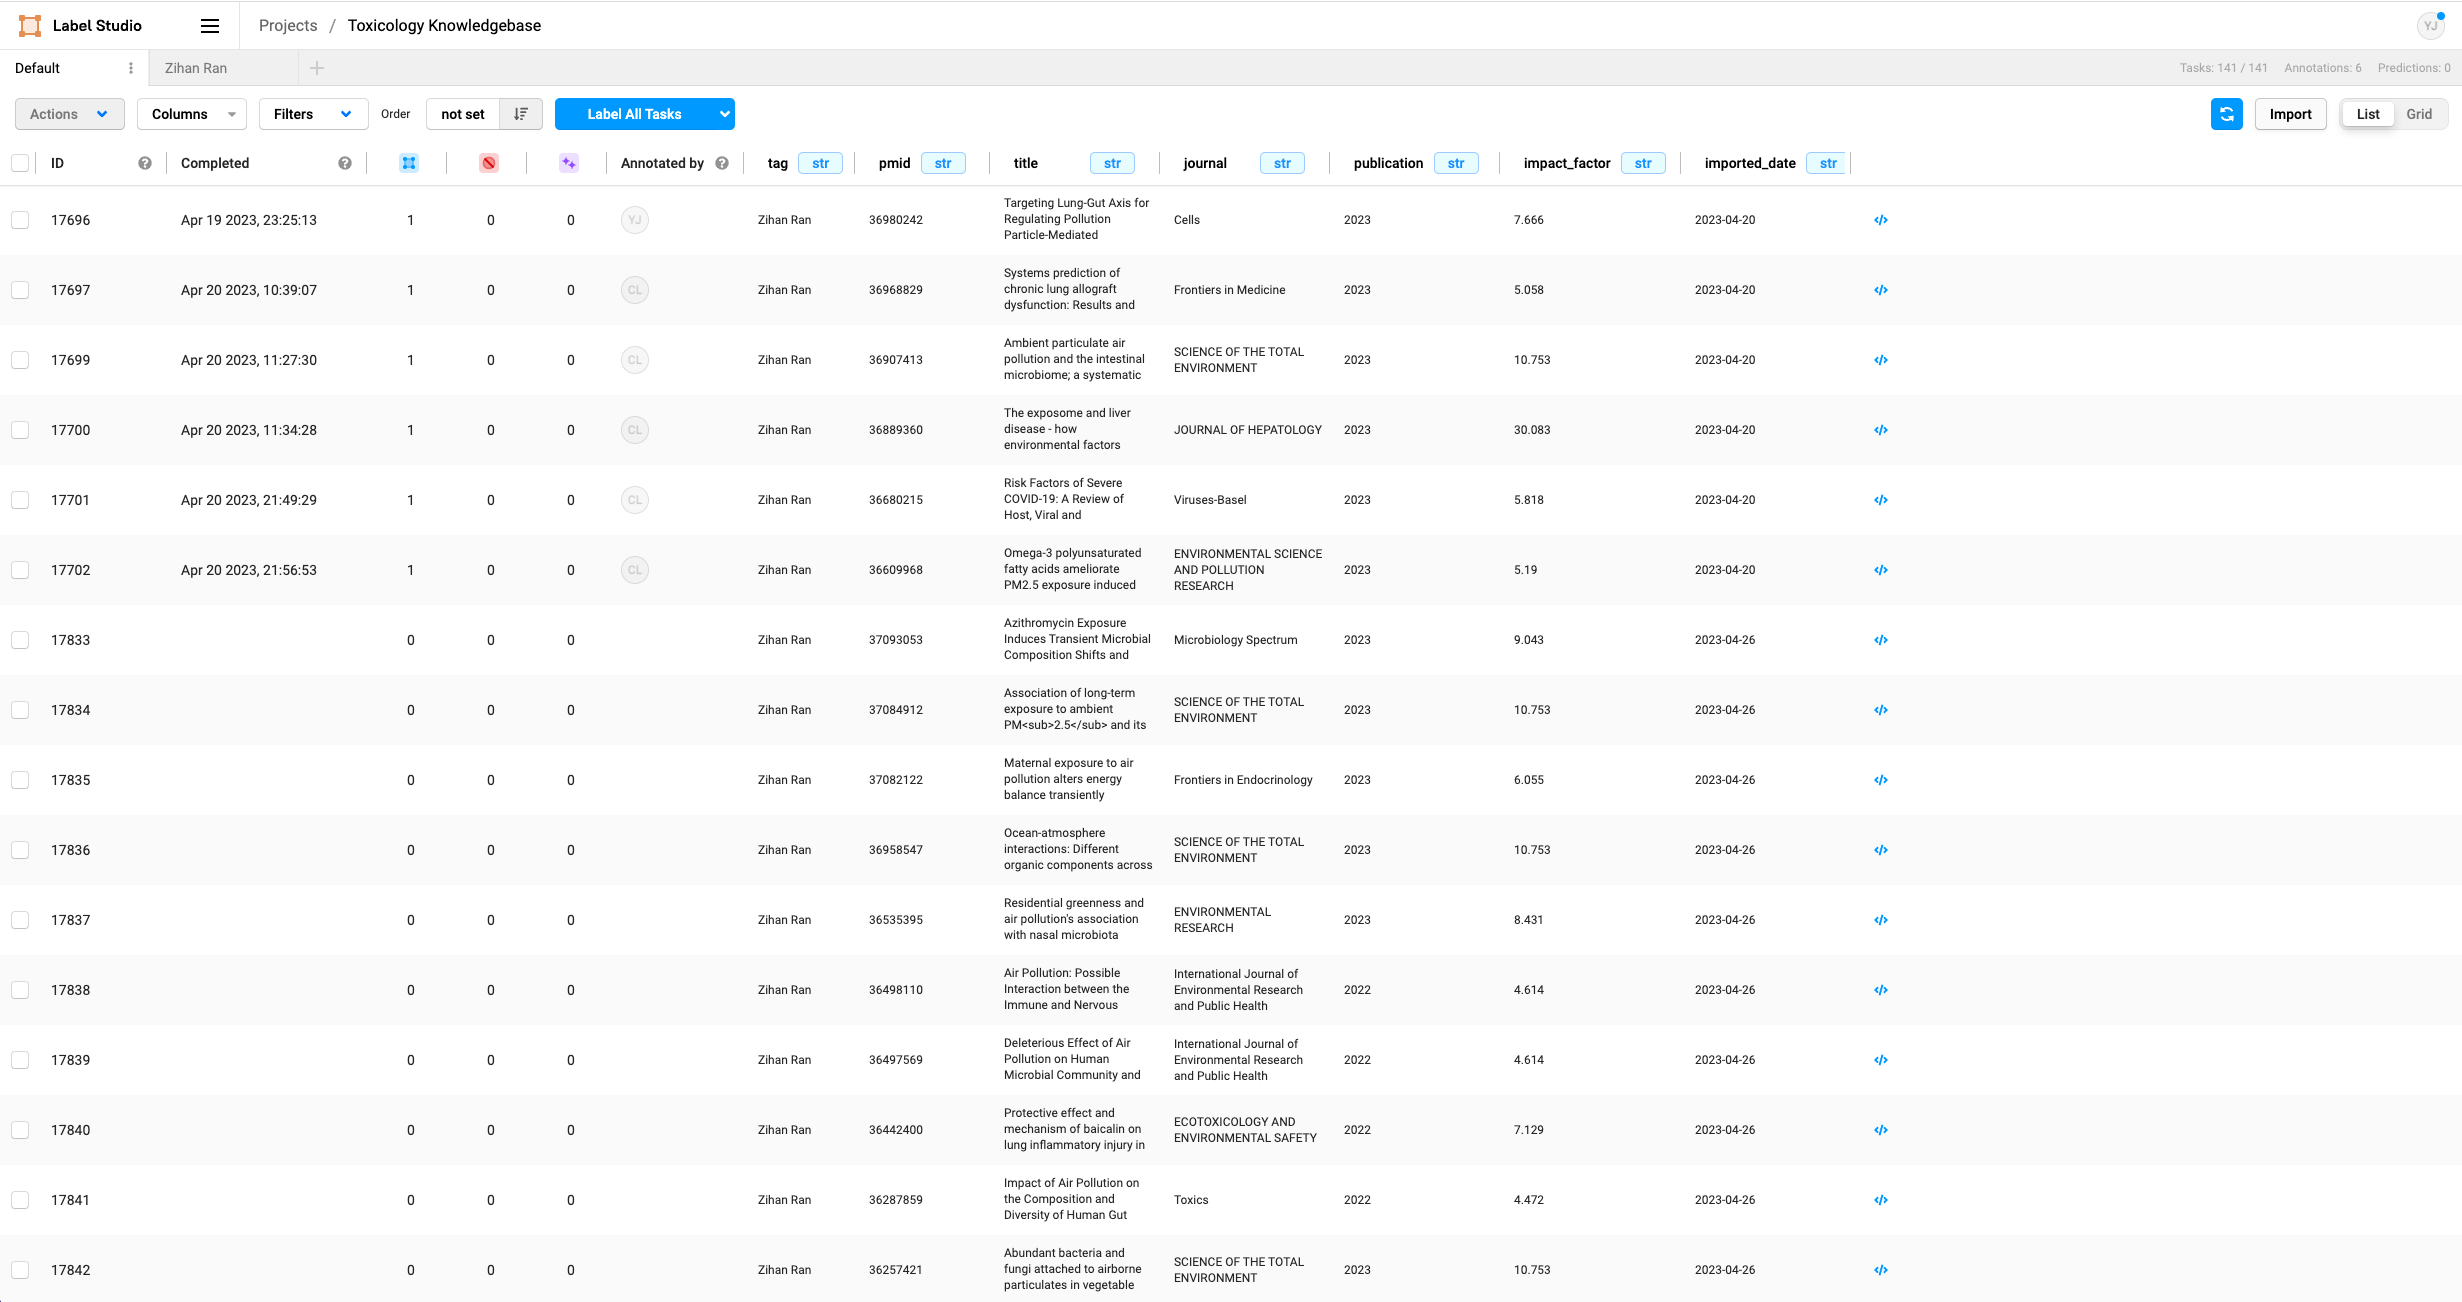 Label Studio
Projects / Toxicology Knowledgebase
YJ
Default
Zihan Ran
Tasks: 141 / 141 Annotations: 6 Predictions: 0
Actions Columns Filters Order not set Label All Tasks Import List Grid
ID Completed Annotated by tag str pmid str title str journal str publication str impact_factor str imported_date str
17696 Apr 19 2023, 23:25:13 1 0 0 YJ Zihan Ran 36980242 Targeting Lung-Gut Axis for Regulating Pollution Particle-Mediated Cells 2023 7.666 2023-04-20
17697 Apr 20 2023, 10:39:07 1 0 0 CL Zihan Ran 36968829 Systems prediction of chronic lung allograft dysfunction: Results and Frontiers in Medicine 2023 5.058 2023-04-20
17699 Apr 20 2023, 11:27:30 1 0 0 CL Zihan Ran 36907413 Ambient particulate air pollution and the intestinal microbiome; a systematic SCIENCE OF THE TOTAL ENVIRONMENT 2023 10.753 2023-04-20
17700 Apr 20 2023, 11:34:28 1 0 0 CL Zihan Ran 36889360 The exposome and liver disease - how environmental factors JOURNAL OF HEPATOLOGY 2023 30.083 2023-04-20
17701 Apr 20 2023, 21:49:29 1 0 0 CL Zihan Ran 36680215 Risk Factors of Severe COVID-19: A Review of Host, Viral and Viruses-Basel 2023 5.818 2023-04-20
17702 Apr 20 2023, 21:56:53 1 0 0 CL Zihan Ran 36609968 Omega-3 polyunsaturated fatty acids ameliorate PM2.5 exposure induced ENVIRONMENTAL SCIENCE AND POLLUTION RESEARCH 2023 5.19 2023-04-20
17833 0 0 0 Zihan Ran 37093053 Azithromycin Exposure Induces Transient Microbial Composition Shifts and Microbiology Spectrum 2023 9.043 2023-04-26
17834 0 0 0 Zihan Ran 37084912 Association of long-term exposure to ambient PM<sub>2.5</sub> and its SCIENCE OF THE TOTAL ENVIRONMENT 2023 10.753 2023-04-26
17835 0 0 0 Zihan Ran 37082122 Maternal exposure to air pollution alters energy balance transiently Frontiers in Endocrinology 2023 6.055 2023-04-26
17836 0 0 0 Zihan Ran 36958547 Ocean-atmosphere interactions: Different organic components across SCIENCE OF THE TOTAL ENVIRONMENT 2023 10.753 2023-04-26
17837 0 0 0 Zihan Ran 36535395 Residential greenness and air pollution's association with nasal microbiota ENVIRONMENTAL RESEARCH 2023 8.431 2023-04-26
17838 0 0 0 Zihan Ran 36498110 Air Pollution: Possible Interaction between the Immune and Nervous International Journal of Environmental Research and Public Health 2022 4.614 2023-04-26
17839 0 0 0 Zihan Ran 36497569 Deleterious Effect of Air Pollution on Human Microbial Community and International Journal of Environmental Research and Public Health 2022 4.614 2023-04-26
17840 0 0 0 Zihan Ran 36442400 Protective effect and mechanism of baicalin on lung inflammatory injury in ECOTOXICOLOGY AND ENVIRONMENTAL SAFETY 2022 7.129 2023-04-26
17841 0 0 0 Zihan Ran 36287859 Impact of Air Pollution on the Composition and Diversity of Human Gut Toxics 2022 4.472 2023-04-26
17842 0 0 0 Zihan Ran 36257421 Abundant bacteria and fungi attached to airborne particulates in vegetable SCIENCE OF THE TOTAL ENVIRONMENT 2023 10.753 2023-04-26